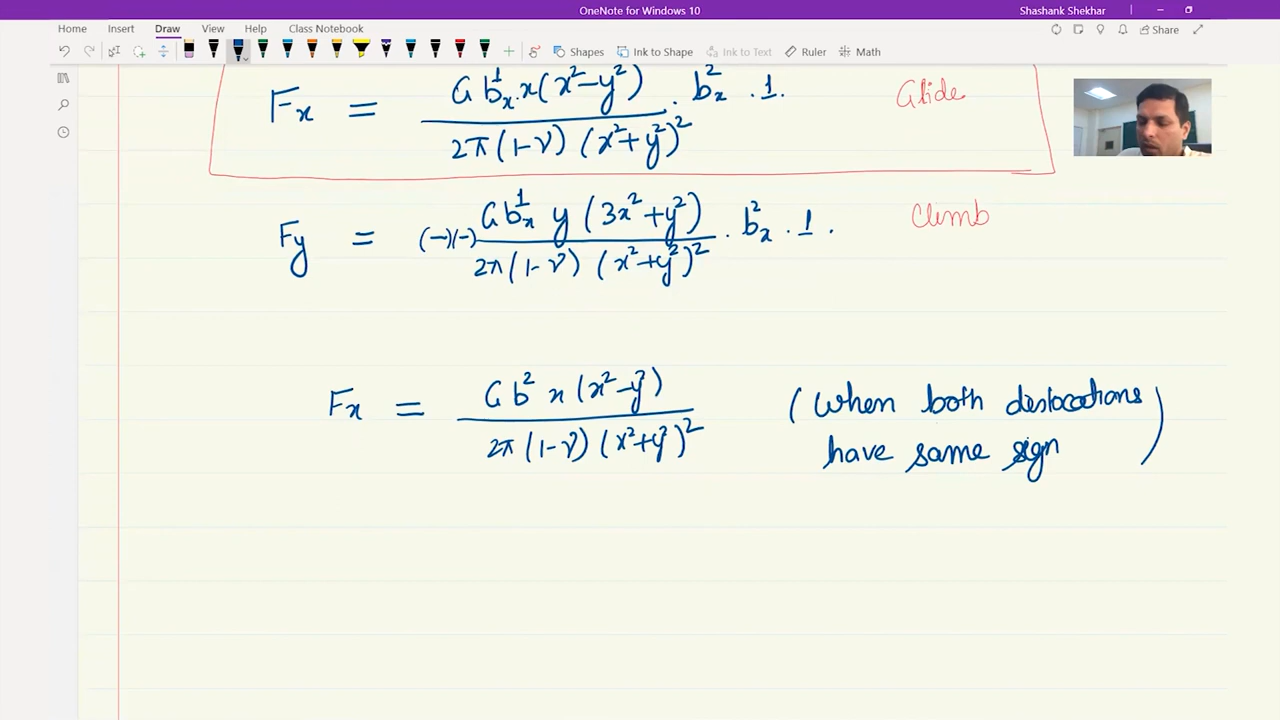 OneNote for Windows 10
Shashank Shekhar
Home Insert Draw View Help Class Notebook
Share
Shapes Ink to Shape Ink to Text Ruler Math
Fx = G b¹x . x (x² − y²) / 2π (1−ν) (x² + y²)² . b²x . 1. Glide
Fy = (−)(−) G b¹x y (3x² + y²) / 2π (1−ν) (x² + y²)² . b²x . 1. Climb
Fx = G b² x (x² − y²) / 2π (1−ν) (x² + y²)² (When both deslocations
have same sign)